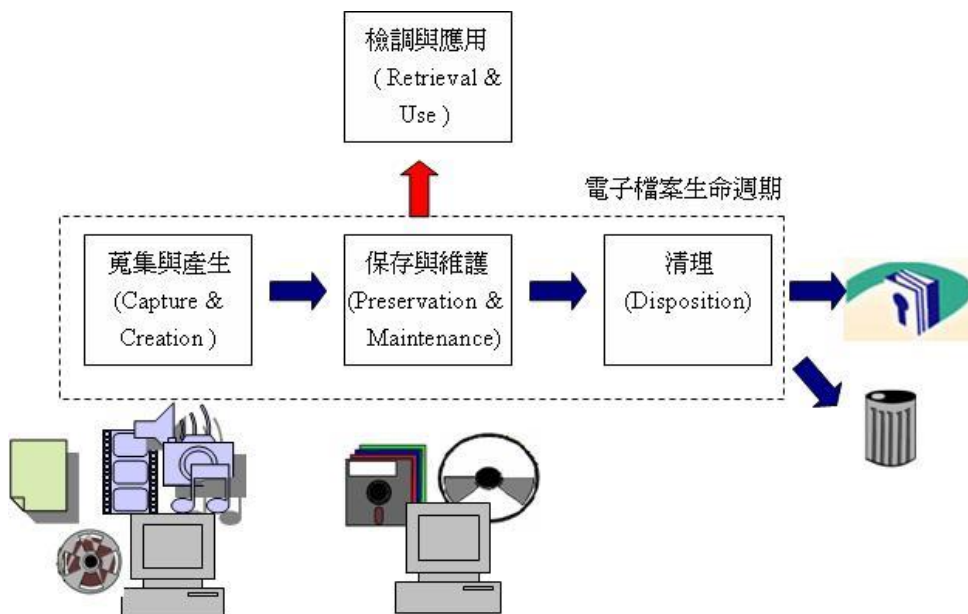 檢調與應用
( Retrieval &
Use )
電子檔案生命週期
蒐集與產生
(Capture &
Creation )
保存與維護
(Preservation &
Maintenance)
清理
(Disposition)